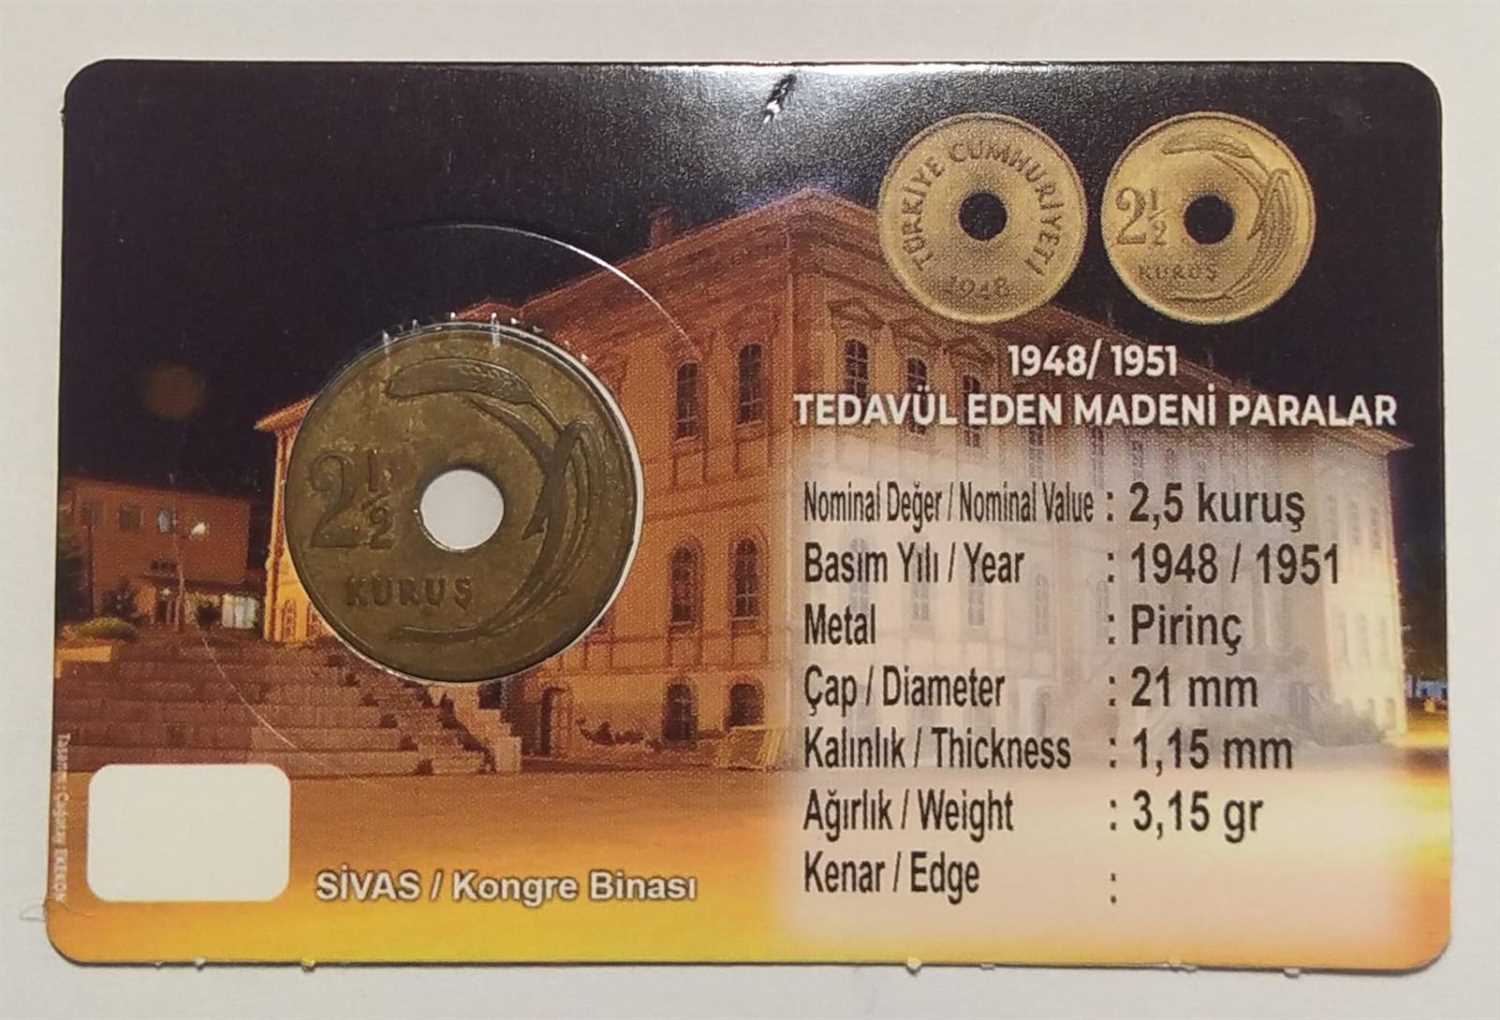 TÜRKİYE CUMHURİYETİ
1948
2½
KURUŞ
1948/ 1951
TEDAVÜL EDEN MADENİ PARALAR
2½
KURUŞ
Nominal Değer / Nominal Value : 2,5 kuruş
Basım Yılı / Year : 1948 / 1951
Metal : Pirinç
Çap / Diameter : 21 mm
Kalınlık / Thickness : 1,15 mm
Ağırlık / Weight : 3,15 gr
Kenar / Edge :
SİVAS / Kongre Binası